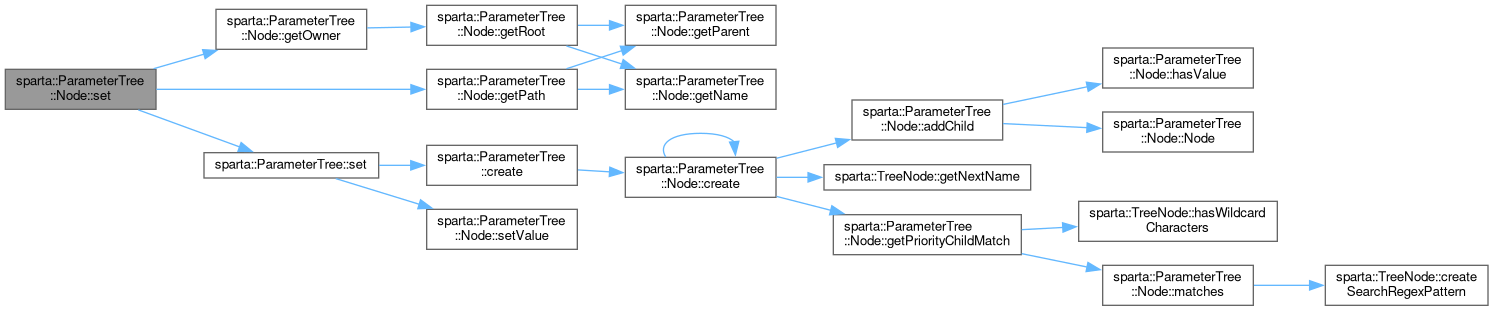 sparta::ParameterTree
::Node::set
sparta::ParameterTree
::Node::getOwner
sparta::ParameterTree
::Node::getRoot
sparta::ParameterTree
::Node::getParent
sparta::ParameterTree
::Node::getPath
sparta::ParameterTree
::Node::getName
sparta::ParameterTree::set
sparta::ParameterTree
::create
sparta::ParameterTree
::Node::setValue
sparta::ParameterTree
::Node::create
sparta::ParameterTree
::Node::addChild
sparta::ParameterTree
::Node::hasValue
sparta::ParameterTree
::Node::Node
sparta::TreeNode::getNextName
sparta::ParameterTree
::Node::getPriorityChildMatch
sparta::TreeNode::hasWildcard
Characters
sparta::ParameterTree
::Node::matches
sparta::TreeNode::create
SearchRegexPattern